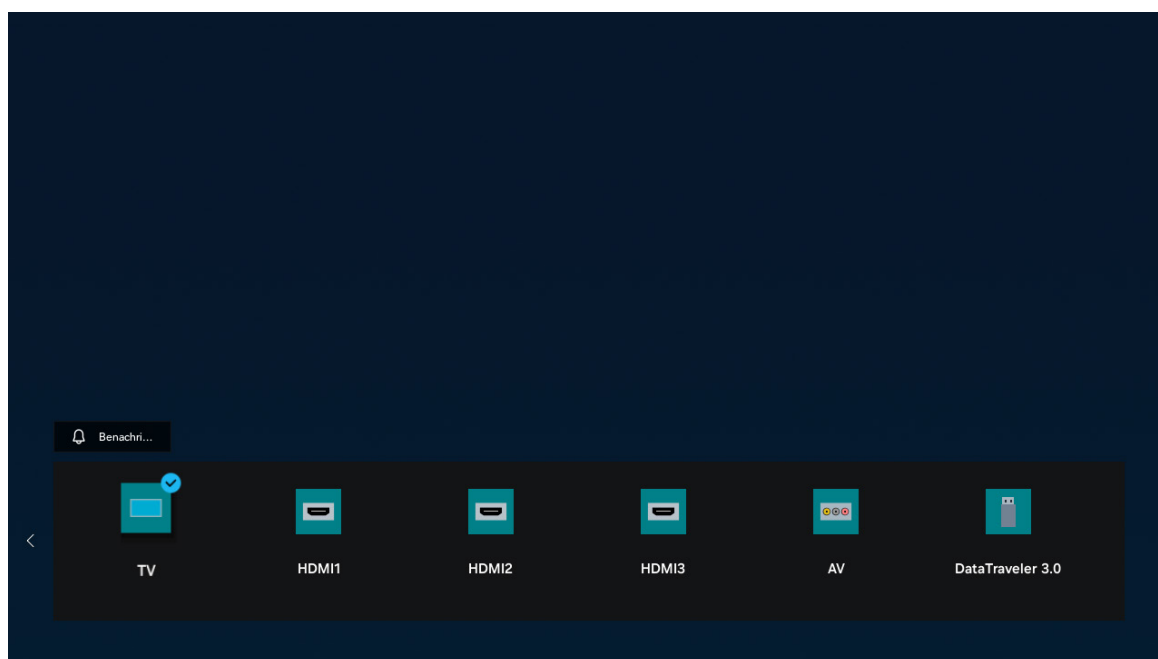 Benachri...
TV
HDMI1
HDMI2
HDMI3
AV
DataTraveler 3.0